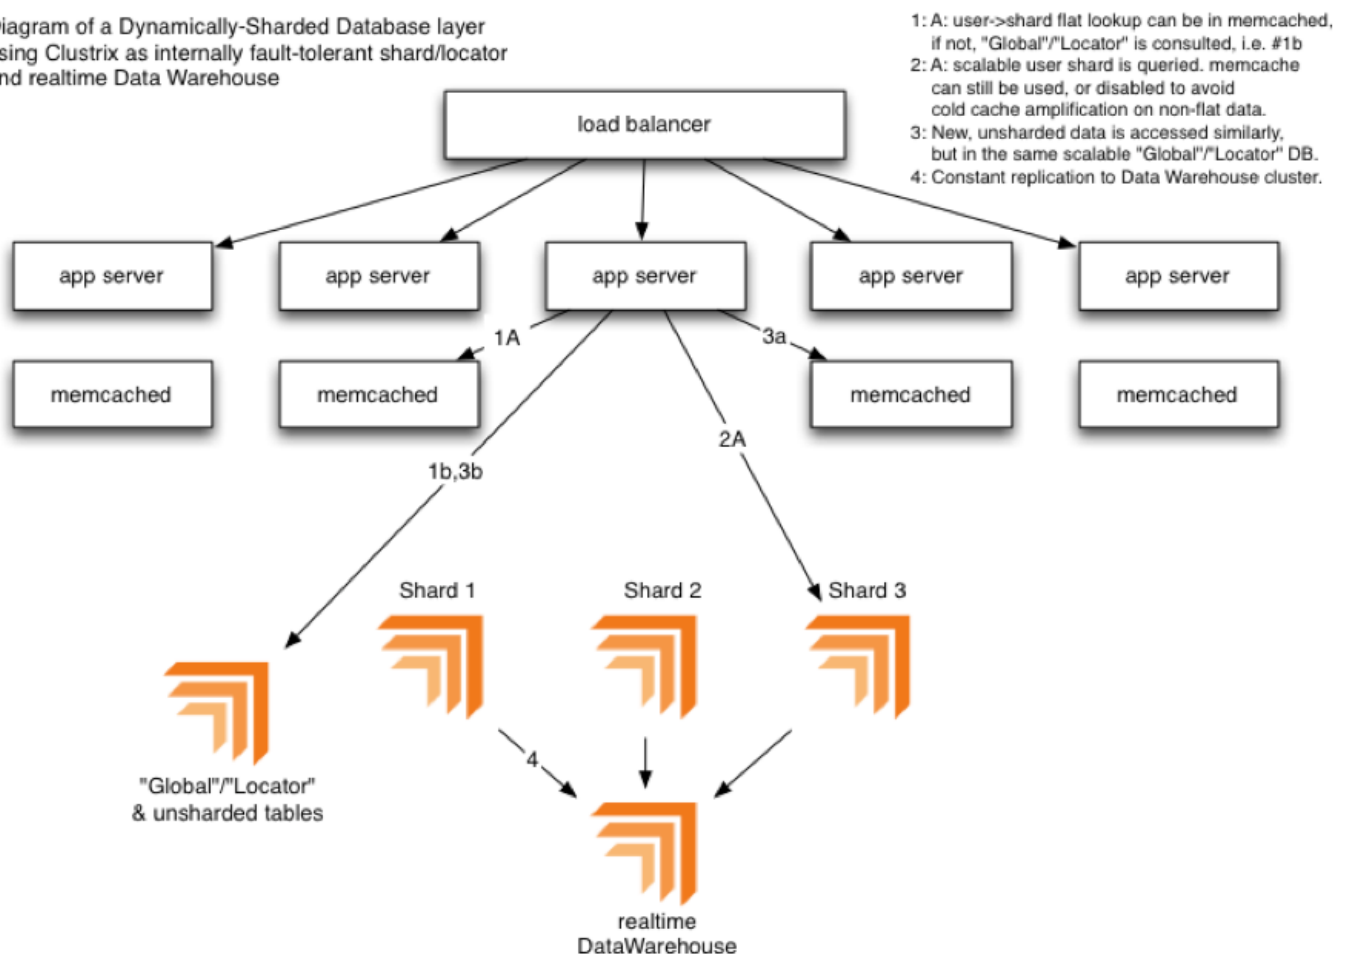 iagram of a Dynamically-Sharded Database layer
sing Clustrix as internally fault-tolerant shard/locator
nd realtime Data Warehouse
1: A: user->shard flat lookup can be in memcached,
if not, "Global"/"Locator" is consulted, i.e. #1b
2: A: scalable user shard is queried. memcache
can still be used, or disabled to avoid
cold cache amplification on non-flat data.
3: New, unsharded data is accessed similarly,
but in the same scalable "Global"/"Locator" DB.
4: Constant replication to Data Warehouse cluster.
load balancer
app server
app server
app server
app server
app server
1A
3a
memcached
memcached
memcached
memcached
2A
1b,3b
Shard 1
Shard 2
Shard 3
4
"Global"/"Locator"
& unsharded tables
realtime
DataWarehouse